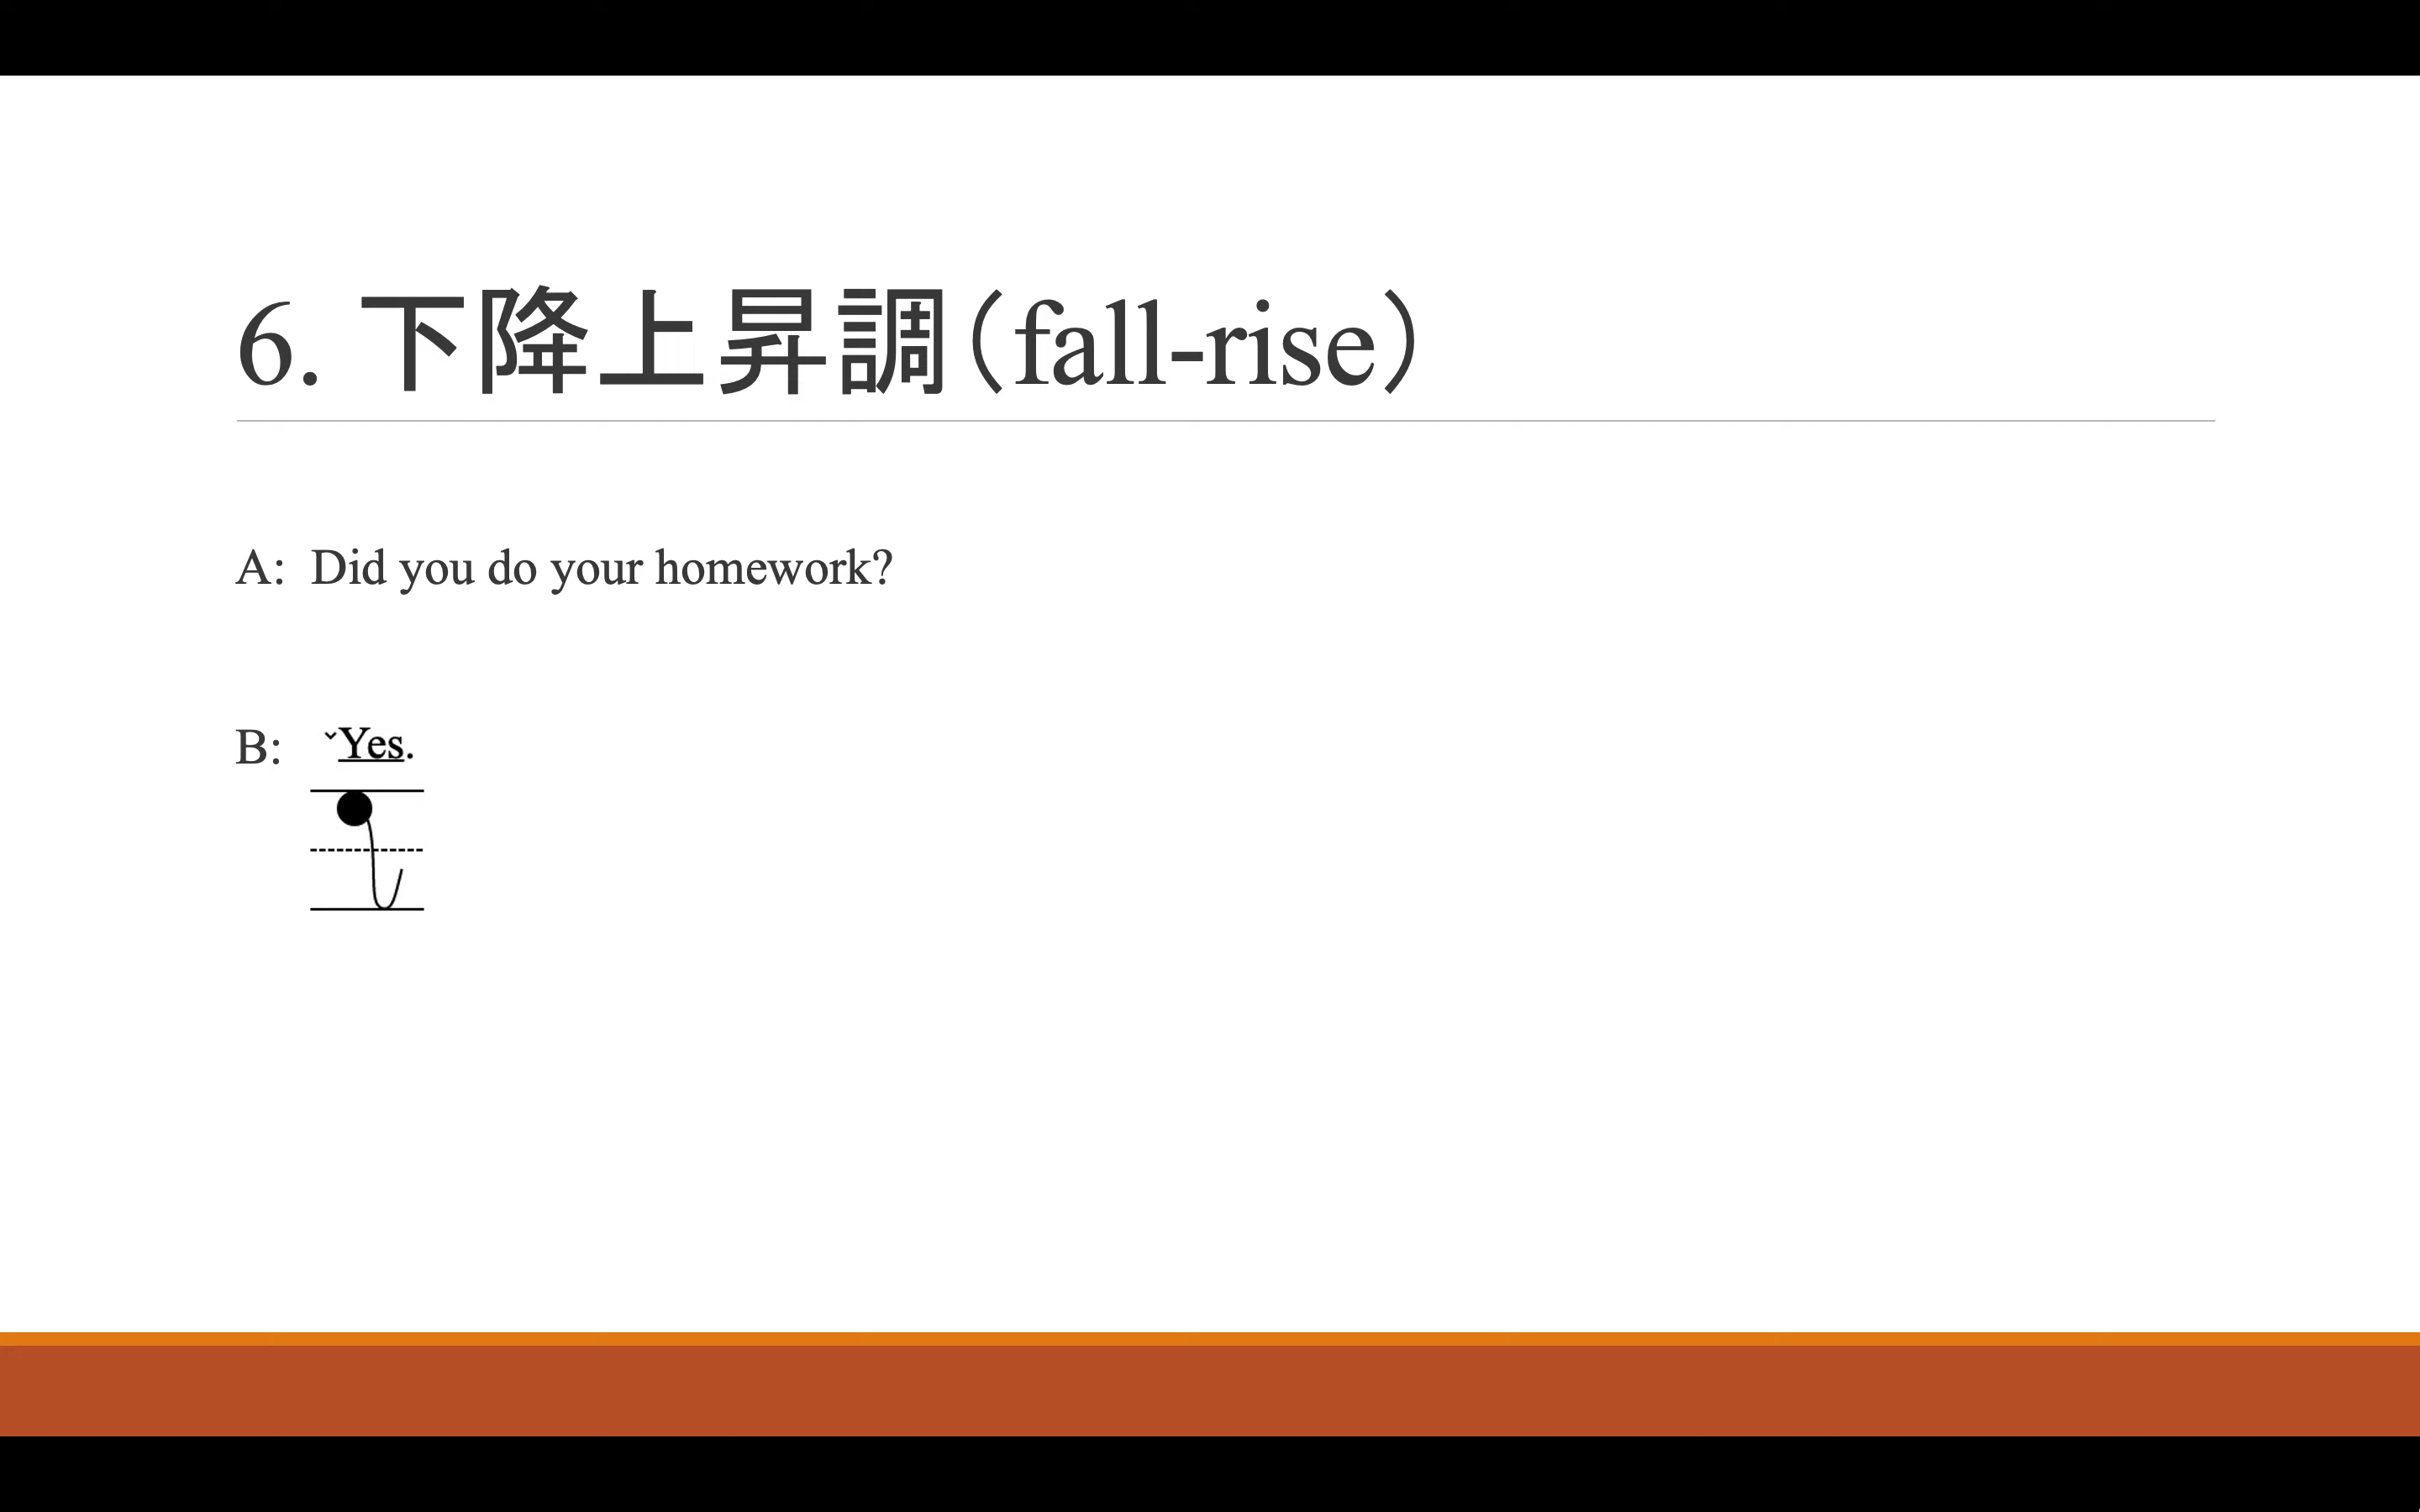 6. 下降上昇調（fall-rise）
A: Did you do your homework?
B: ˇYes.